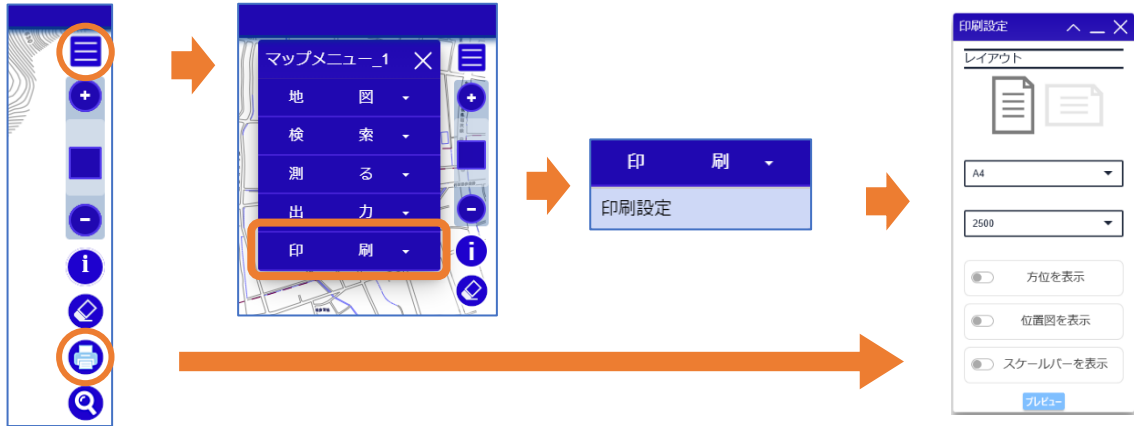 +
-
i
マップメニュー_1
地 図
検 索
測 る
出 力
印 刷
+
-
i
印 刷
印刷設定
印刷設定
レイアウト
A4
2500
方位を表示
位置図を表示
スケールバーを表示
プレビュー